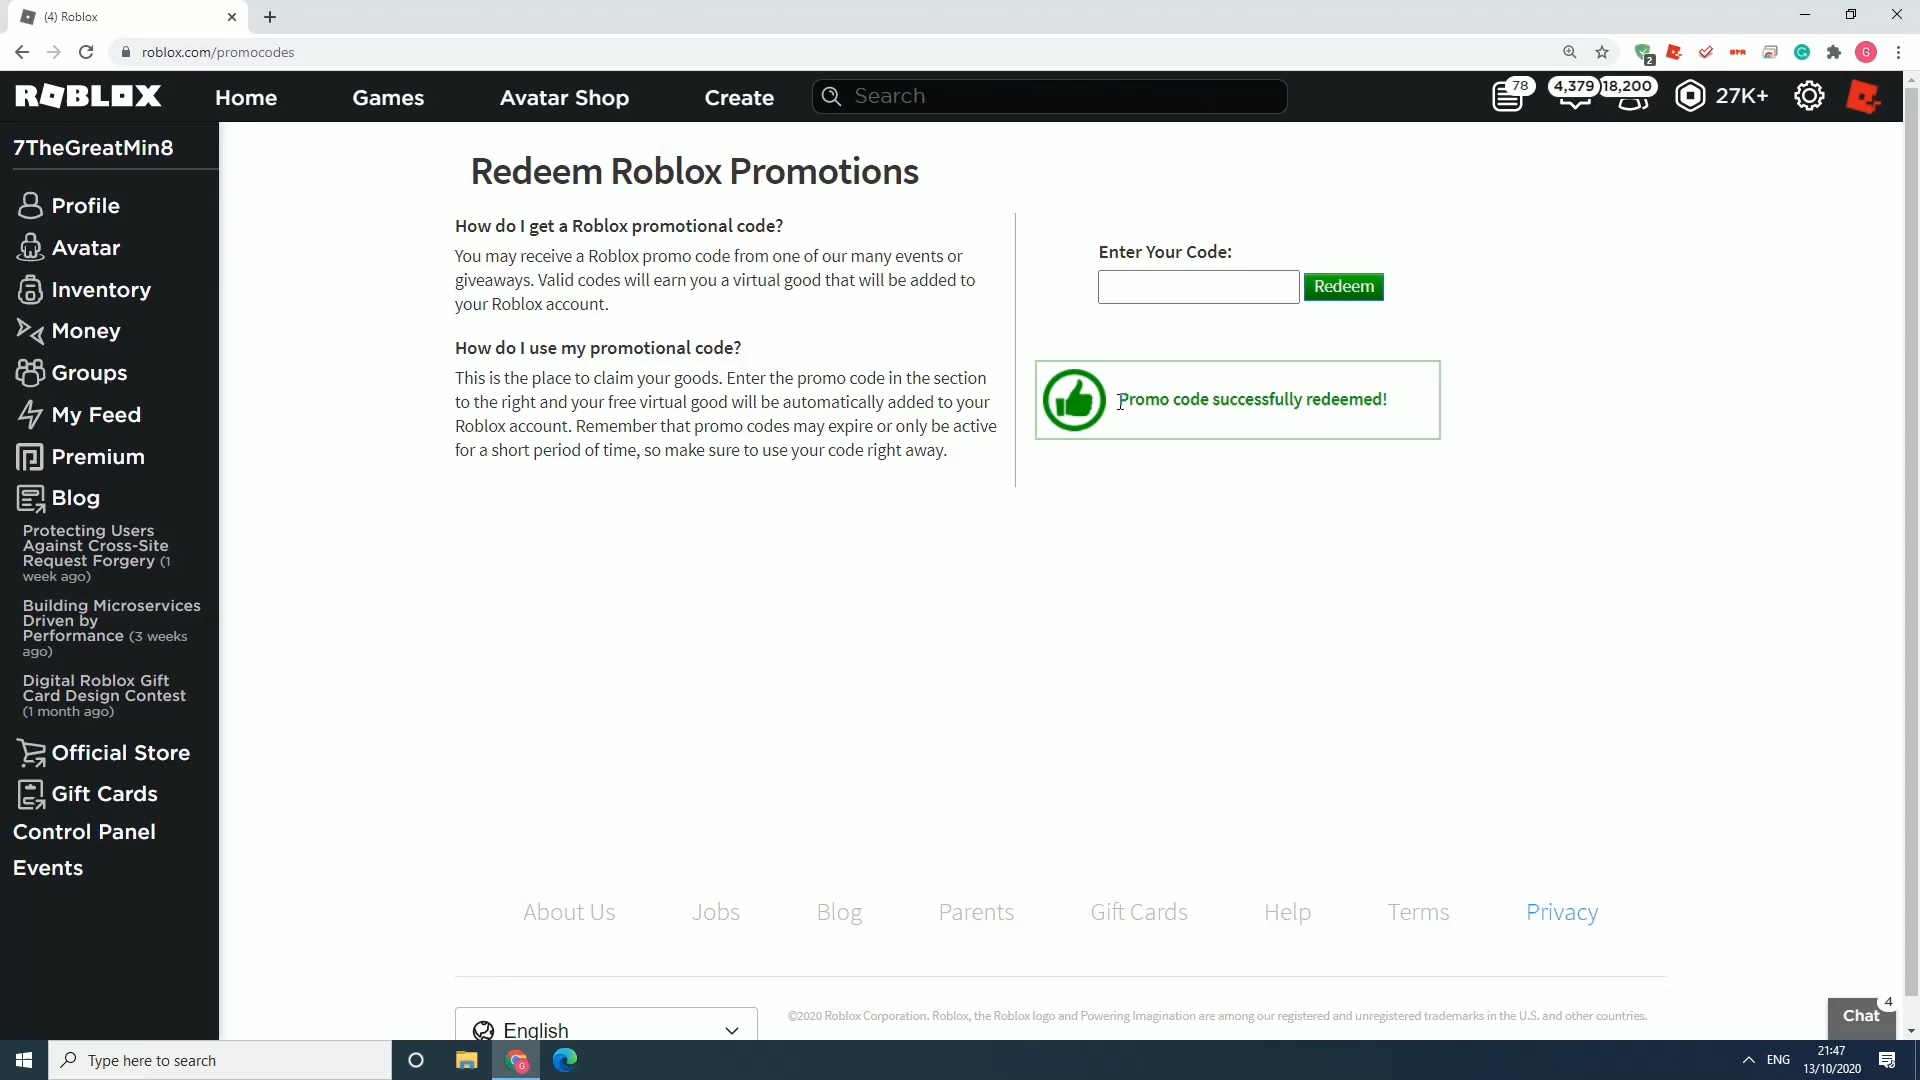 (4) Roblox
roblox.com/promocodes
2
BTR
G
ROBLOX
Home
Games
Avatar Shop
Create
Search
78
4,379
18,200
27K+
7TheGreatMin8
Profile
Avatar
Inventory
Money
Groups
My Feed
Premium
Blog
Protecting Users
Against Cross-Site
Request Forgery (1
week ago)
Building Microservices
Driven by
Performance (3 weeks
ago)
Digital Roblox Gift
Card Design Contest
(1 month ago)
Official Store
Gift Cards
Control Panel
Events
Redeem Roblox Promotions
How do I get a Roblox promotional code?
You may receive a Roblox promo code from one of our many events or
giveaways. Valid codes will earn you a virtual good that will be added to
your Roblox account.
How do I use my promotional code?
This is the place to claim your goods. Enter the promo code in the section
to the right and your free virtual good will be automatically added to your
Roblox account. Remember that promo codes may expire or only be active
for a short period of time, so make sure to use your code right away.
Enter Your Code:
Redeem
Promo code successfully redeemed!
About Us
Jobs
Blog
Parents
Gift Cards
Help
Terms
Privacy
English
©2020 Roblox Corporation. Roblox, the Roblox logo and Powering Imagination are among our registered and unregistered trademarks in the U.S. and other countries.
Chat
4
Type here to search
G
ENG
21:47
13/10/2020